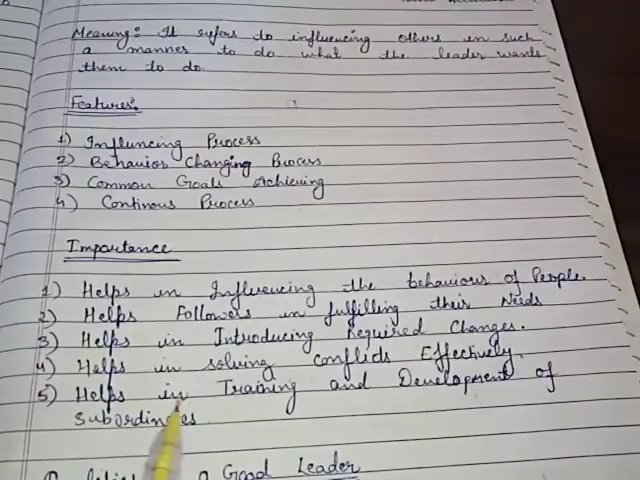 Meaning: It refers to influencing others in such
a manner to do what the leader wants
them to do.
Features:
1) Influncing Process
2) Behavior Changing Process
3) Common Goals Achieving
4) Continous Process
Importance
1) Helps in Influencing the behaviour of People.
2) Helps Followers in fulfilling their Needs
3) Helps in Introducing Required Changes.
4) Helps in solving conflicts Effectively.
5) Helps in Training and Development of
Subordinates.
Good Leader